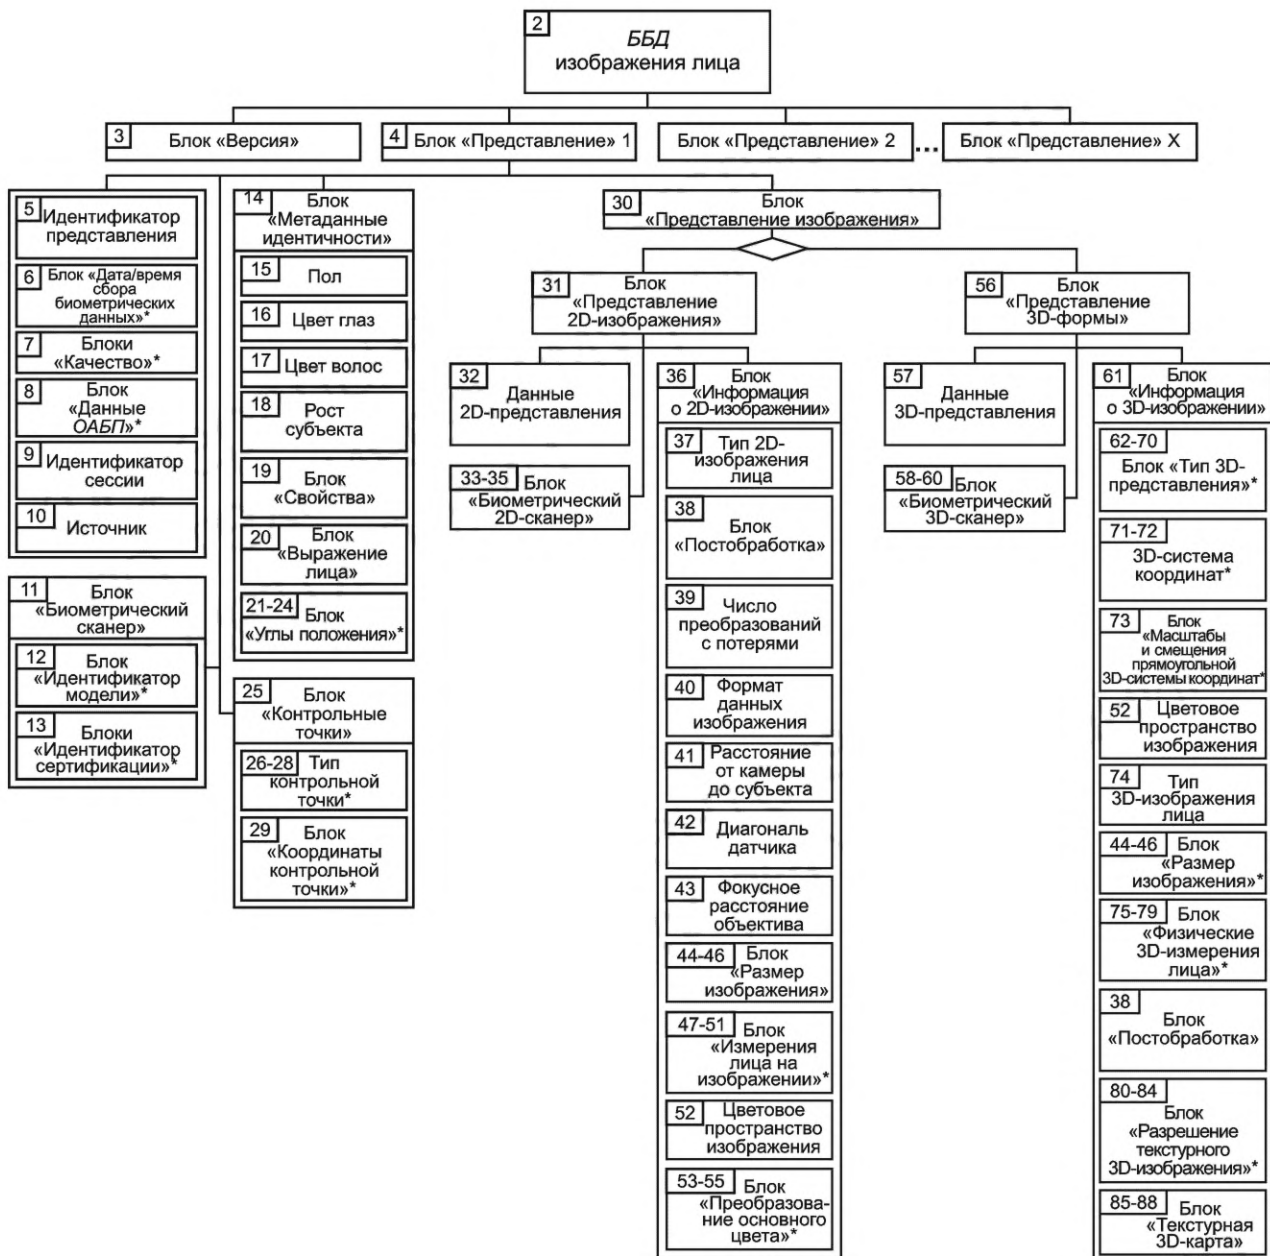 2
ББД
изображения лица
3
Блок «Версия»
4
Блок «Представление» 1
Блок «Представление» 2
...
Блок «Представление» X
5
Идентификатор
представления
6
Блок «Дата/время
сбора
биометрических
данных»*
7
Блоки
«Качество»*
8
Блок
«Данные
ОАБП»*
9
Идентификатор
сессии
10
Источник
11
Блок
«Биометрический
сканер»
12
Блок
«Идентификатор
модели»*
13
Блоки
«Идентификатор
сертификации»*
14
Блок
«Метаданные
идентичности»
15
Пол
16
Цвет глаз
17
Цвет волос
18
Рост
субъекта
19
Блок
«Свойства»
20
Блок
«Выражение
лица»
21-24
Блок
«Углы положения»*
25
Блок
«Контрольные
точки»
26-28
Тип
контрольной
точки*
29
Блок
«Координаты
контрольной
точки»*
30
Блок
«Представление изображения»
31
Блок
«Представление
2D-изображения»
32
Данные
2D-представления
33-35
Блок
«Биометрический
2D-сканер»
36
Блок
«Информация
о 2D-изображении»
37
Тип 2D-
изображения
лица
38
Блок
«Постобработка»
39
Число
преобразований
с потерями
40
Формат
данных
изображения
41
Расстояние
от камеры
до субъекта
42
Диагональ
датчика
43
Фокусное
расстояние
объектива
44-46
Блок
«Размер
изображения»
47-51
Блок
«Измерения
лица на
изображении»*
52
Цветовое
пространство
изображения
53-55
Блок
«Преобразова-
ние основного
цвета»*
56
Блок
«Представление
3D-формы»
57
Данные
3D-представления
58-60
Блок
«Биометрический
3D-сканер»
61
Блок
«Информация
о 3D-изображении»
62-70
Блок «Тип 3D-
представления»*
71-72
3D-система
координат*
73
Блок
«Масштабы
и смещения
прямоугольной
3D-системы координат*
52
Цветовое
пространство
изображения
74
Тип
3D-изображения
лица
44-46
Блок
«Размер
изображения»*
75-79
Блок
«Физические
3D-измерения
лица»*
38
Блок
«Постобработка»
80-84
Блок
«Разрешение
текстурного
3D-изображения»*
85-88
Блок
«Текстурная
3D-карта»